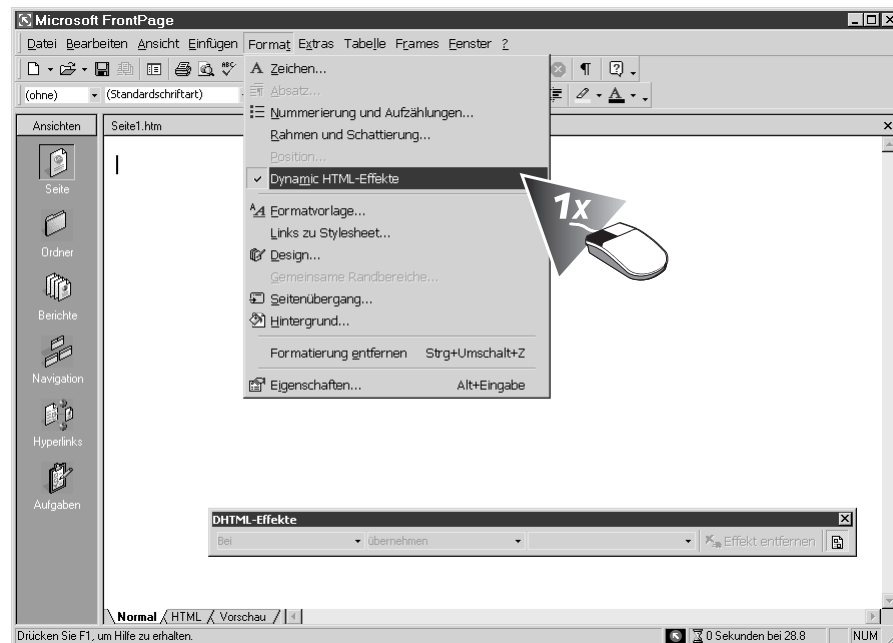 Microsoft FrontPage
Datei Bearbeiten Ansicht Einfügen Format Extras Tabelle Frames Fenster ?
(ohne) (Standardschriftart)
Ansichten
Seite1.htm
Seite
Ordner
Berichte
Navigation
Hyperlinks
Aufgaben
Zeichen...
Absatz...
Nummerierung und Aufzählungen...
Rahmen und Schattierung...
Position...
Dynamic HTML-Effekte
Formatvorlage...
Links zu Stylesheet...
Design...
Gemeinsame Randbereiche...
Seitenübergang...
Hintergrund...
Formatierung entfernen Strg+Umschalt+Z
Eigenschaften... Alt+Eingabe
1x
DHTML-Effekte
Bei übernehmen Effekt entfernen
Normal HTML Vorschau
Drücken Sie F1, um Hilfe zu erhalten. 0 Sekunden bei 28.8 NUM